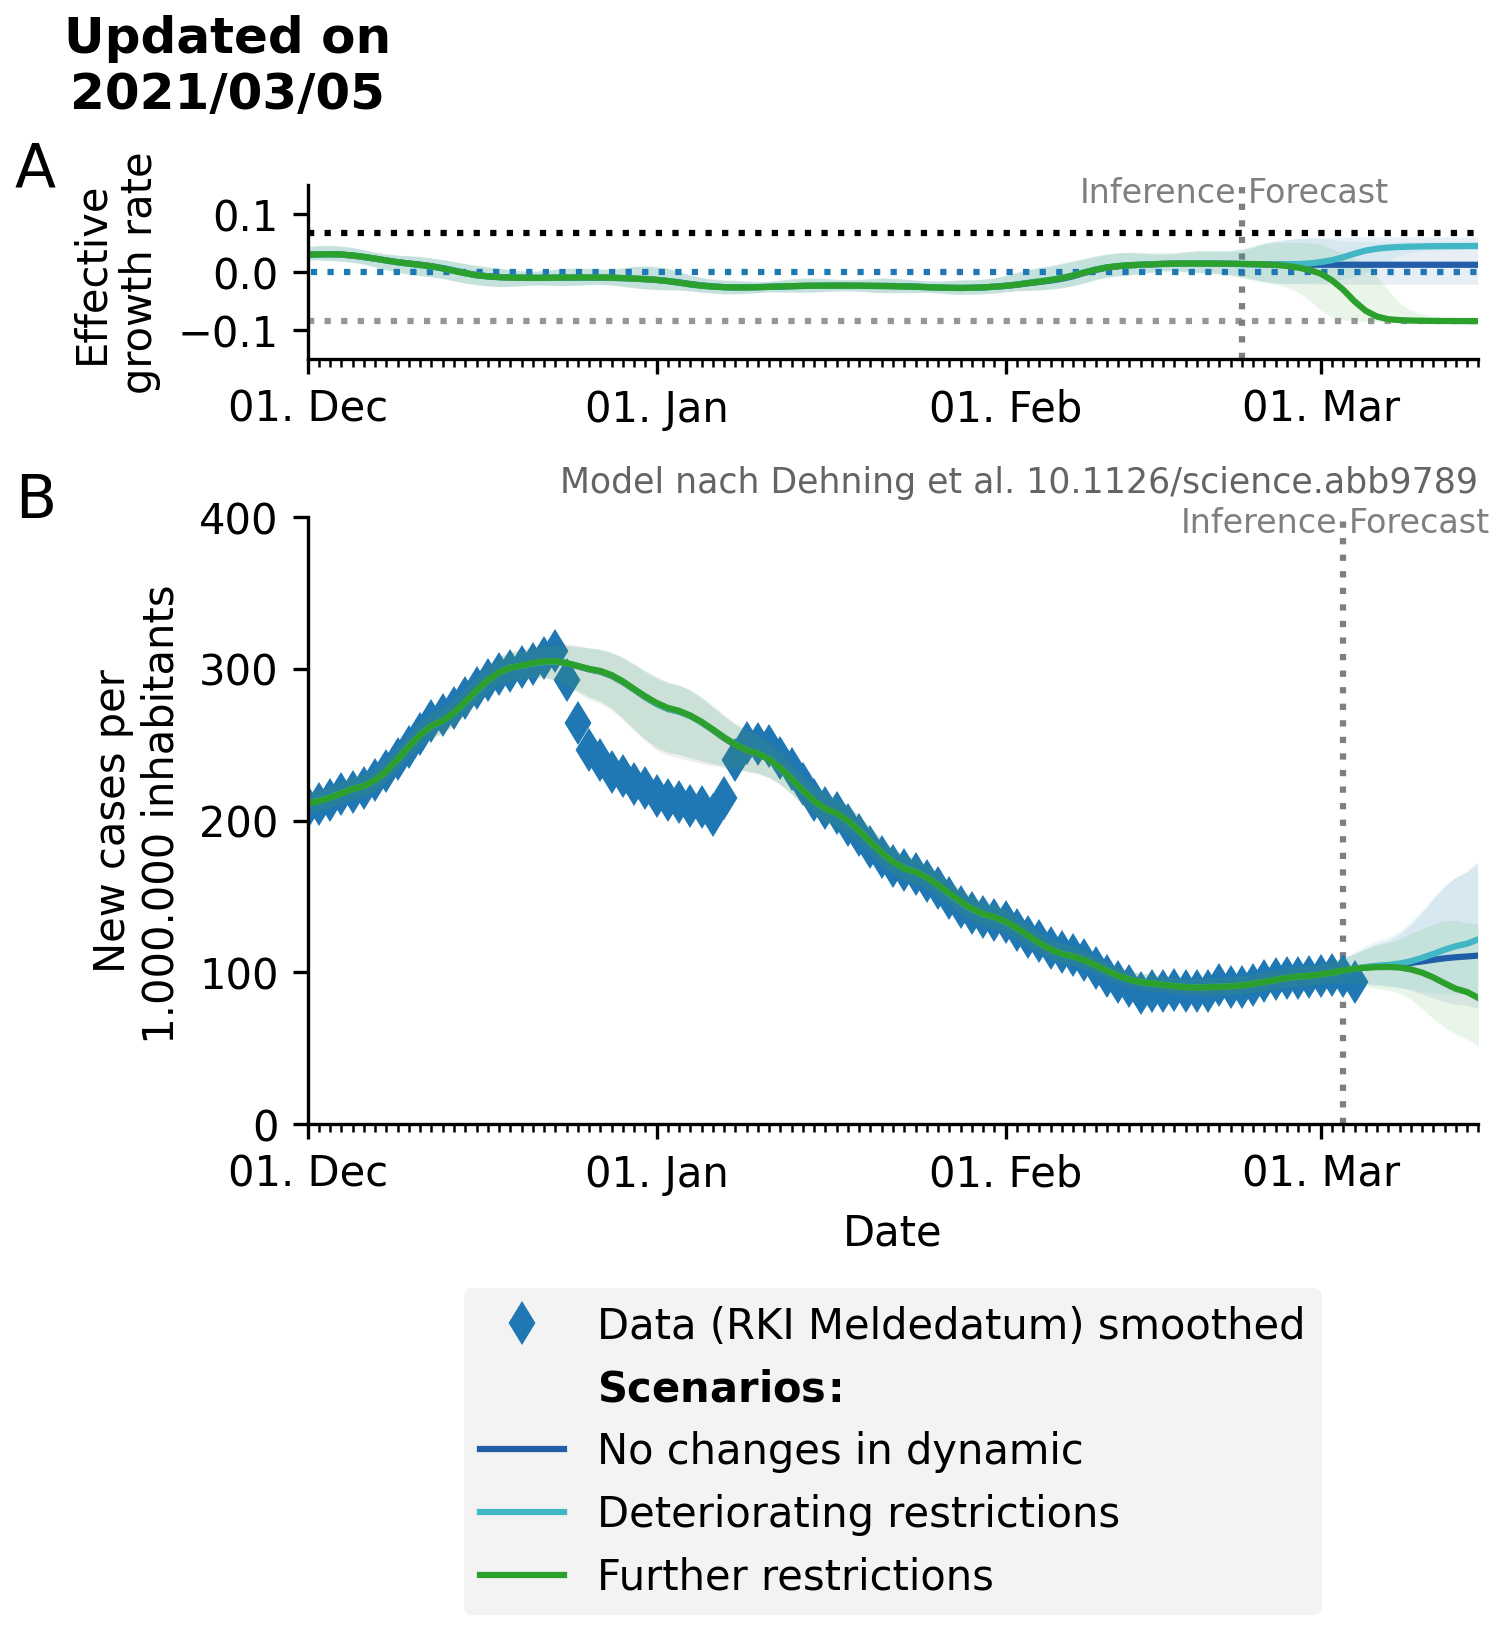 Updated on
2021/03/05
A
Effective
growth rate
0.1
0.0
−0.1
Inference Forecast
01. Dec 01. Jan 01. Feb 01. Mar
B
Model nach Dehning et al. 10.1126/science.abb9789
Inference Forecast
New cases per
1.000.000 inhabitants
400
300
200
100
0
01. Dec 01. Jan 01. Feb 01. Mar
Date
Data (RKI Meldedatum) smoothed
Scenarios:
No changes in dynamic
Deteriorating restrictions
Further restrictions